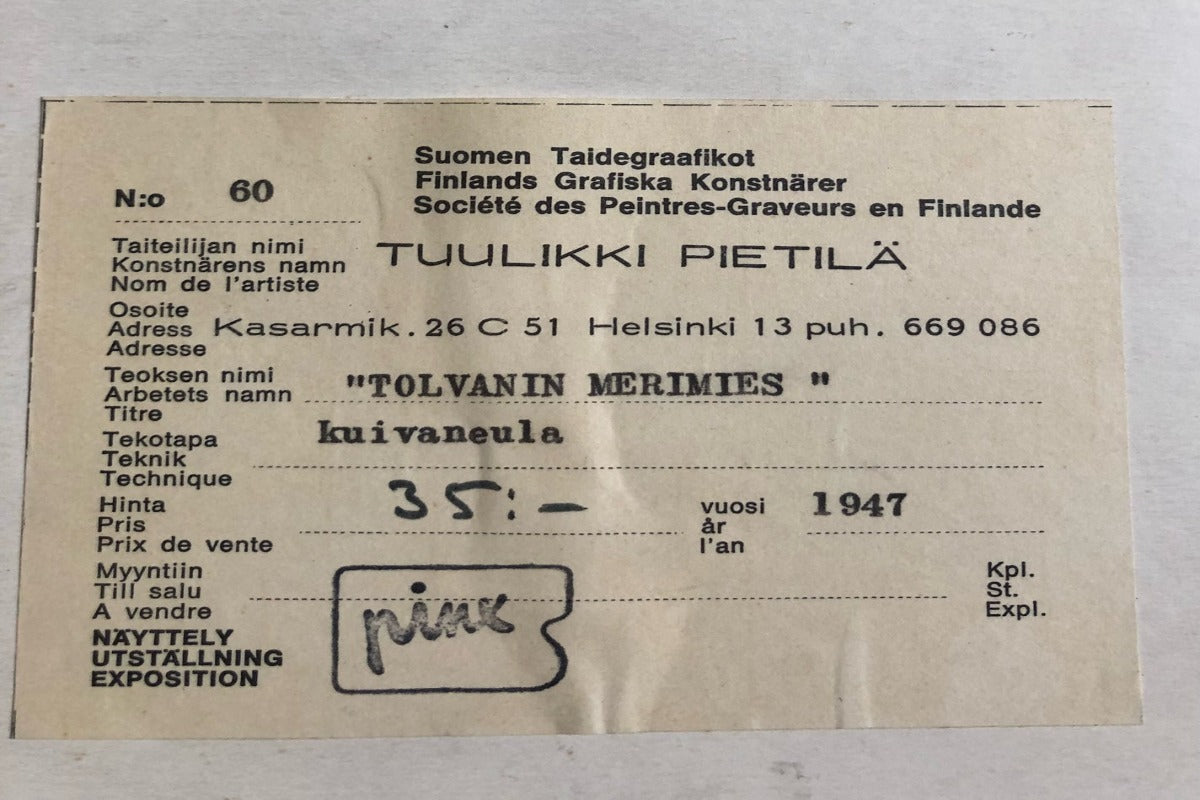 Suomen Taidegraafikot
Finlands Grafiska Konstnärer
Société des Peintres-Graveurs en Finlande
N:o 60
Taiteilijan nimi
Konstnärens namn TUULIKKI PIETILÄ
Nom de l'artiste
Osoite
Adress Kasarmik. 26 C 51 Helsinki 13 puh. 669 086
Adresse
Teoksen nimi
Arbetets namn "TOLVANIN MERIMIES "
Titre
Tekotapa kuivaneula
Teknik
Technique
Hinta 35:- vuosi 1947
Pris år
Prix de vente l'an
Myyntiin Kpl.
Till salu St.
A vendre Expl.
pinx
NÄYTTELY
UTSTÄLLNING
EXPOSITION